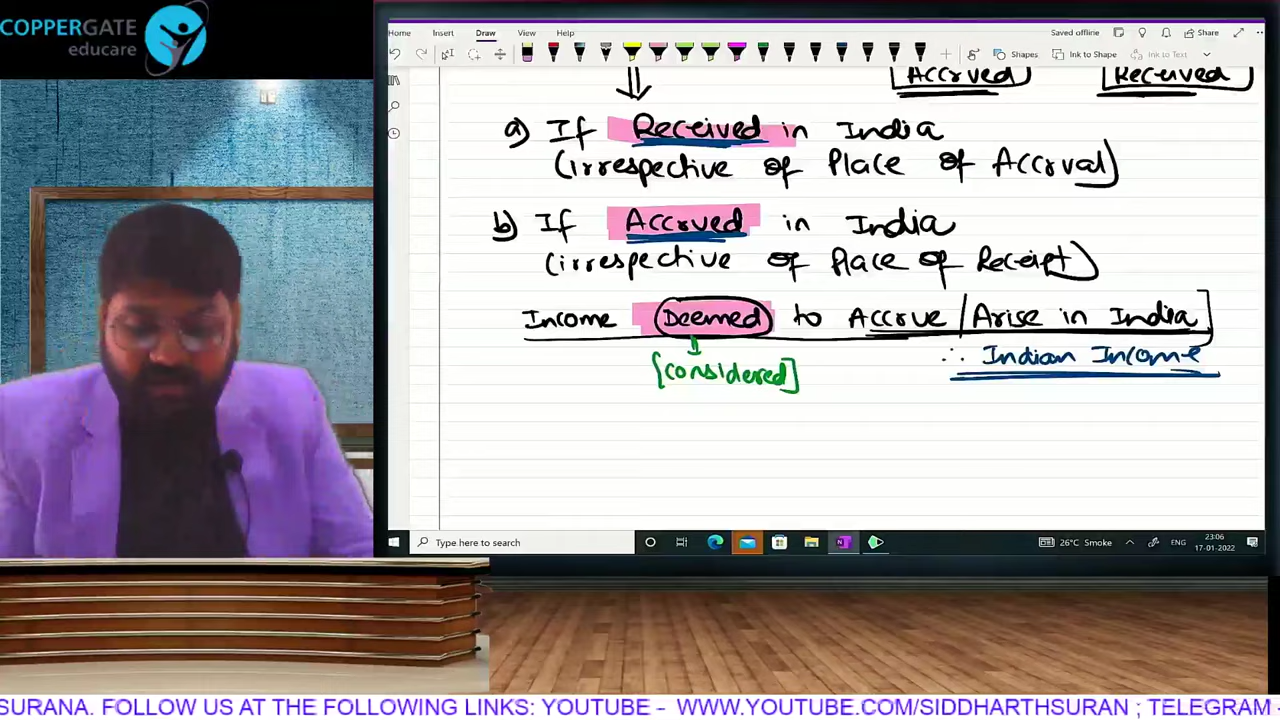 COPPERGATE
educare
Home Insert Draw View Help
Saved offline
Share
Shapes
Ink to Shape
Ink to Text
Accrued
Received
a) If Received in India
(irrespective of Place of Accrual)
b) If Accrued in India
(irrespective of Place of Receipt)
Income Deemed to Accrue / Arise in India]
[considered]
∴ Indian Income
Type here to search
26°C Smoke
ENG
23:06
17-01-2022
SURANA. FOLLOW US AT THE FOLLOWING LINKS: YOUTUBE - WWW.YOUTUBE.COM/SIDDHARTHSURAN ; TELEGRAM -